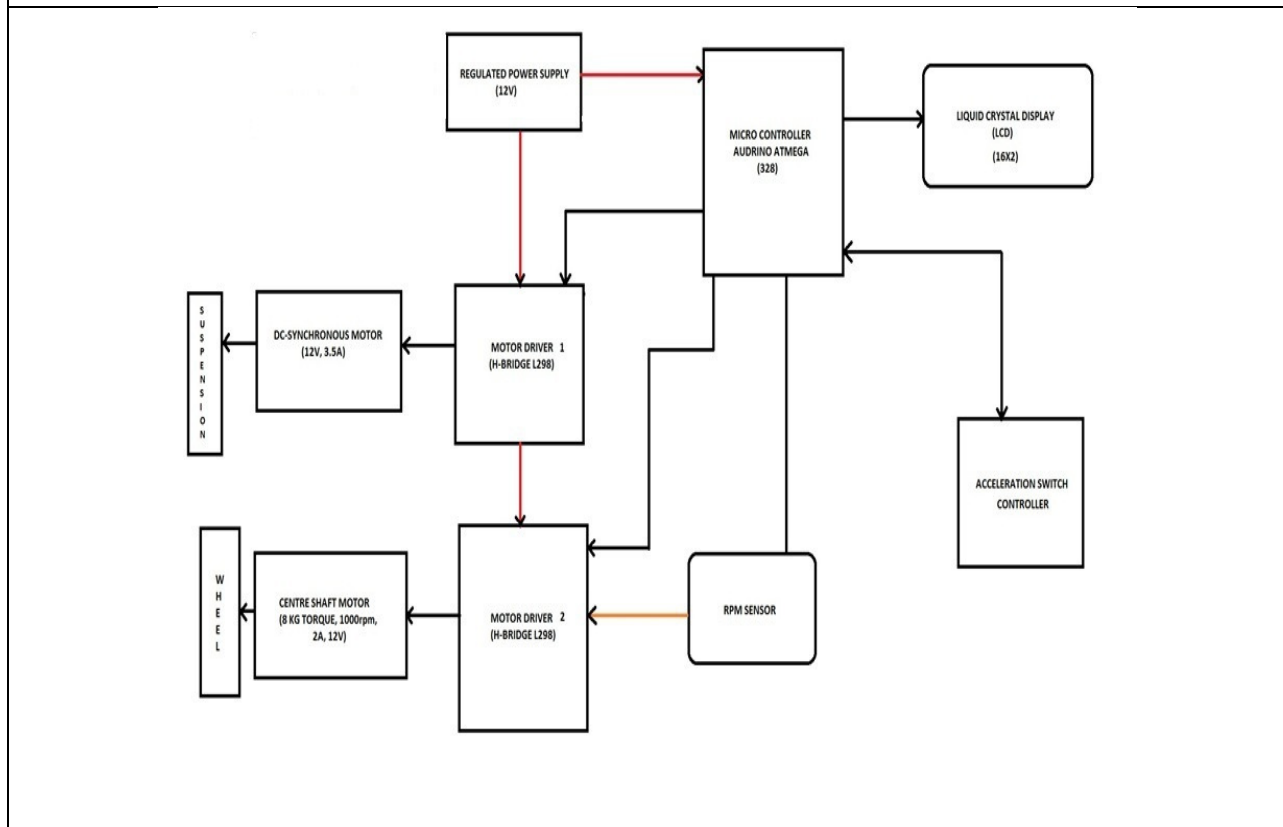 REGULATED POWER SUPPLY
(12V)
MICRO CONTROLLER
AUDRINO ATMEGA
(328)
LIQUID CRYSTAL DISPLAY
(LCD)
(16X2)
SUSPENSION
DC-SYNCHRONOUS MOTOR
(12V, 3.5A)
MOTOR DRIVER 1
(H-BRIDGE L298)
ACCELERATION SWITCH
CONTROLLER
WHEEL
CENTRE SHAFT MOTOR
(8 KG TORQUE, 1000rpm,
2A, 12V)
MOTOR DRIVER 2
(H-BRIDGE L298)
RPM SENSOR